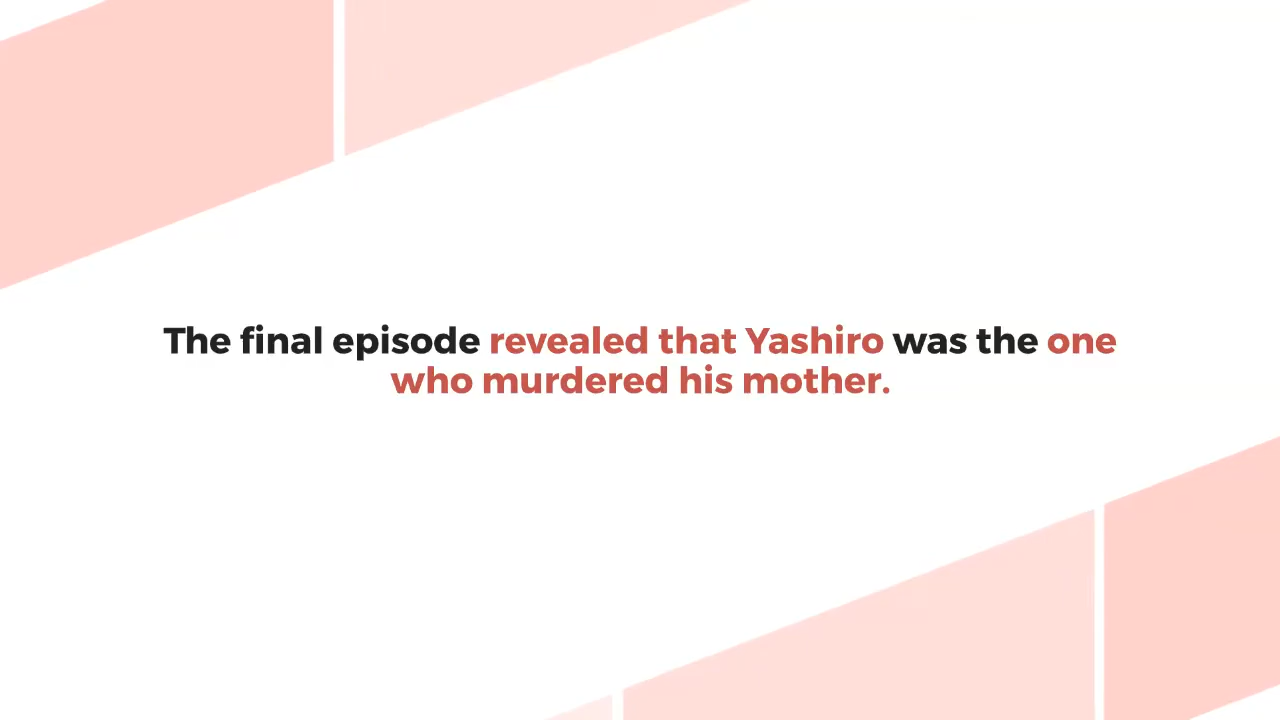 The final episode revealed that Yashiro was the one
who murdered his mother.